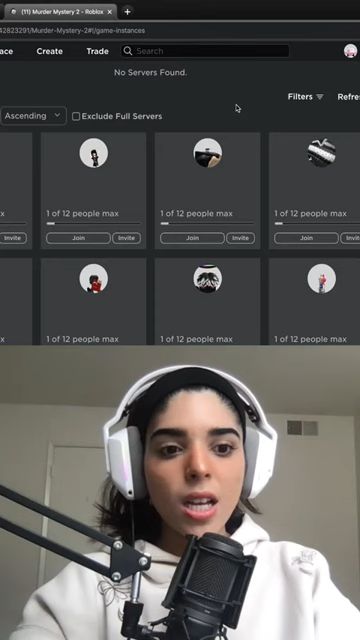 (11) Murder Mystery 2 - Roblox
42823291/Murder-Mystery-2#!/game-instances
ace Create Trade Search
No Servers Found.
Filters Refre
Ascending Exclude Full Servers
x 1 of 12 people max 1 of 12 people max 1 of 12 people max
Invite Join Invite Join Invite Join Invite
x 1 of 12 people max 1 of 12 people max 1 of 12 people max